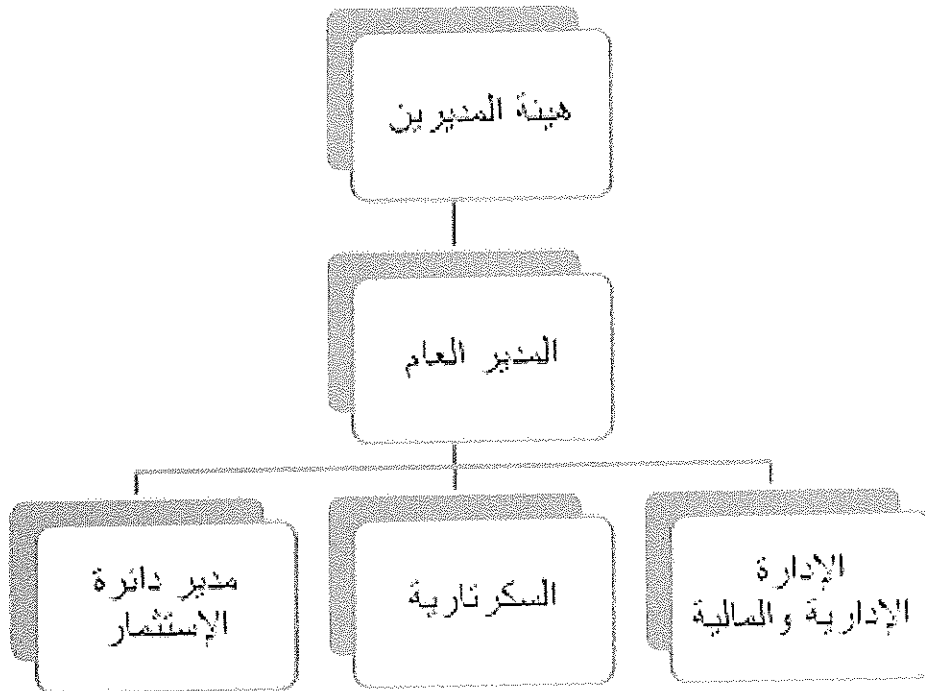 هيئة المديرين
المدير العام
الإدارة
الإدارية والمالية
السكرتارية
مدير دائرة
الإستثمار